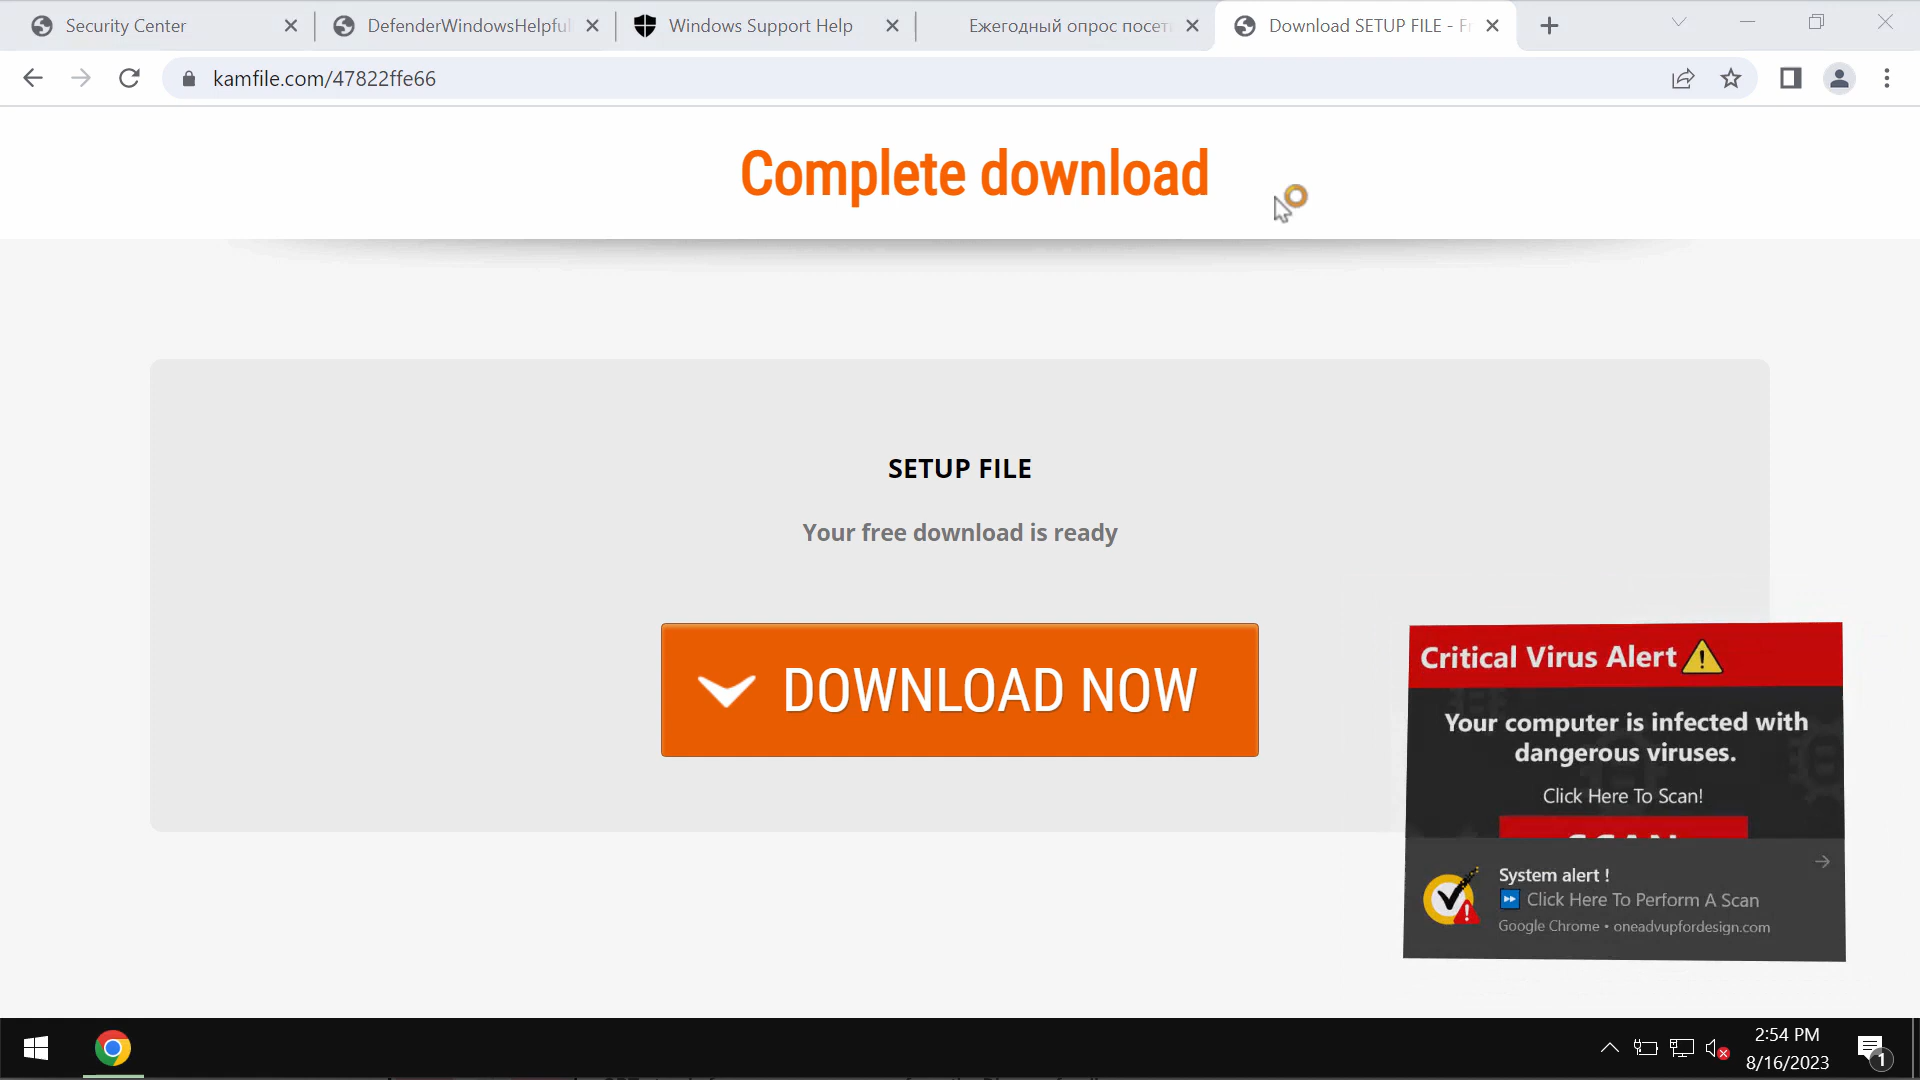 Security Center
DefenderWindowsHelpful
Windows Support Help
Ежегодный опрос посет
Download SETUP FILE - Fr
kamfile.com/47822ffe66
Complete download
SETUP FILE
Your free download is ready
DOWNLOAD NOW
Critical Virus Alert
Your computer is infected with
dangerous viruses.
Click Here To Scan!
SCAN
System alert !
Click Here To Perform A Scan
Google Chrome • oneadvupfordesign.com
2:54 PM
8/16/2023
1